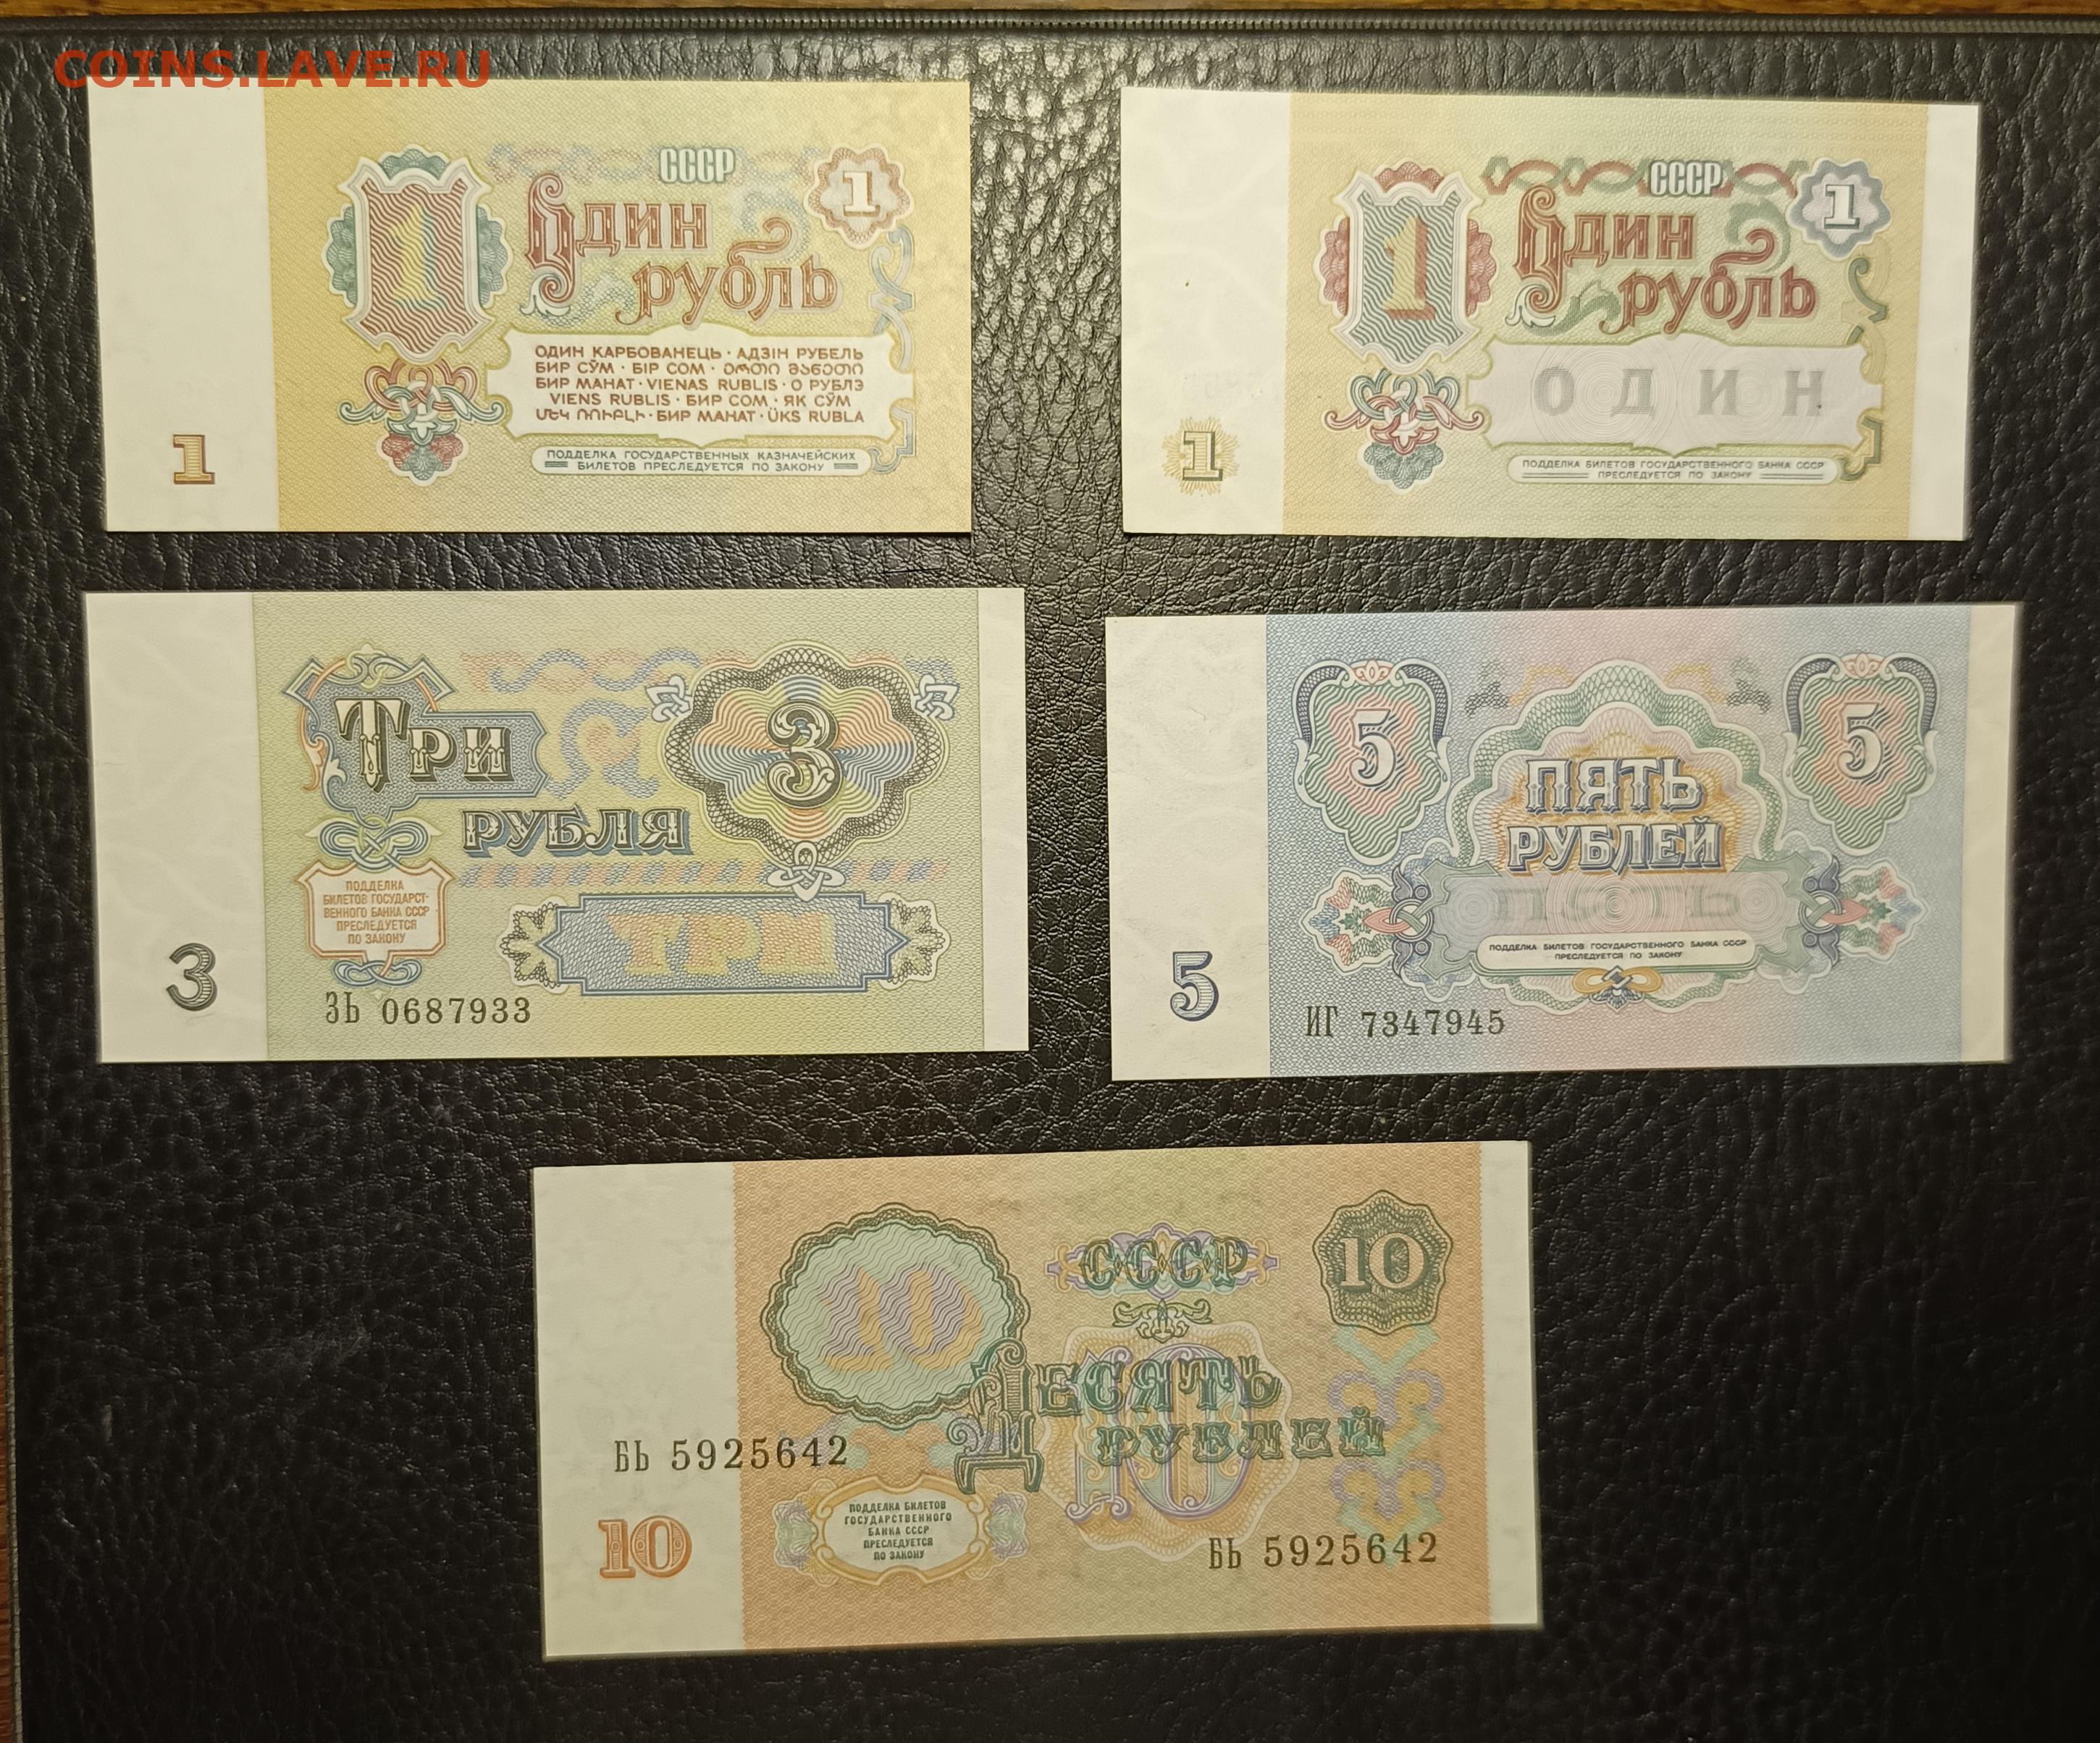 COINS.LAVE.RU
СССР
1
1
Один
рубль
ОДИН КАРБОВАНЕЦЬ · АДЗІН РУБЕЛЬ
БИР СЎМ · БІР СОМ · ᲔᲠᲗᲘ ᲛᲐᲜᲔᲗᲘ
БИР МАНАТ · VIENAS RUBLIS · О РУБЛЭ
VIENS RUBLIS · БИР СОМ · ЯК СӮМ
ՄԵԿ ՌՈՒԲԼԻ · БИР МАНАТ · ÜKS RUBLA
1
ПОДДЕЛКА ГОСУДАРСТВЕННЫХ КАЗНАЧЕЙСКИХ
БИЛЕТОВ ПРЕСЛЕДУЕТСЯ ПО ЗАКОНУ
СССР
1
1
Один
рубль
ОДИН
1
ПОДДЕЛКА БИЛЕТОВ ГОСУДАРСТВЕННОГО БАНКА СССР
ПРЕСЛЕДУЕТСЯ ПО ЗАКОНУ
ТРИ
3
РУБЛЯ
ПОДДЕЛКА
БИЛЕТОВ ГОСУДАРСТ-
ВЕННОГО БАНКА СССР
ПРЕСЛЕДУЕТСЯ
ПО ЗАКОНУ
ТРИ
3
ЗЬ 0687933
5
5
ПЯТЬ
РУБЛЕЙ
ПЯТЬ
ПОДДЕЛКА БИЛЕТОВ ГОСУДАРСТВЕННОГО БАНКА СССР
ПРЕСЛЕДУЕТСЯ ПО ЗАКОНУ
5
ИГ 7347945
СССР
10
10
10
ДЕСЯТЬ
РУБЛЕЙ
БЬ 5925642
ПОДДЕЛКА БИЛЕТОВ
ГОСУДАРСТВЕННОГО
БАНКА СССР
ПРЕСЛЕДУЕТСЯ
ПО ЗАКОНУ
10
БЬ 5925642